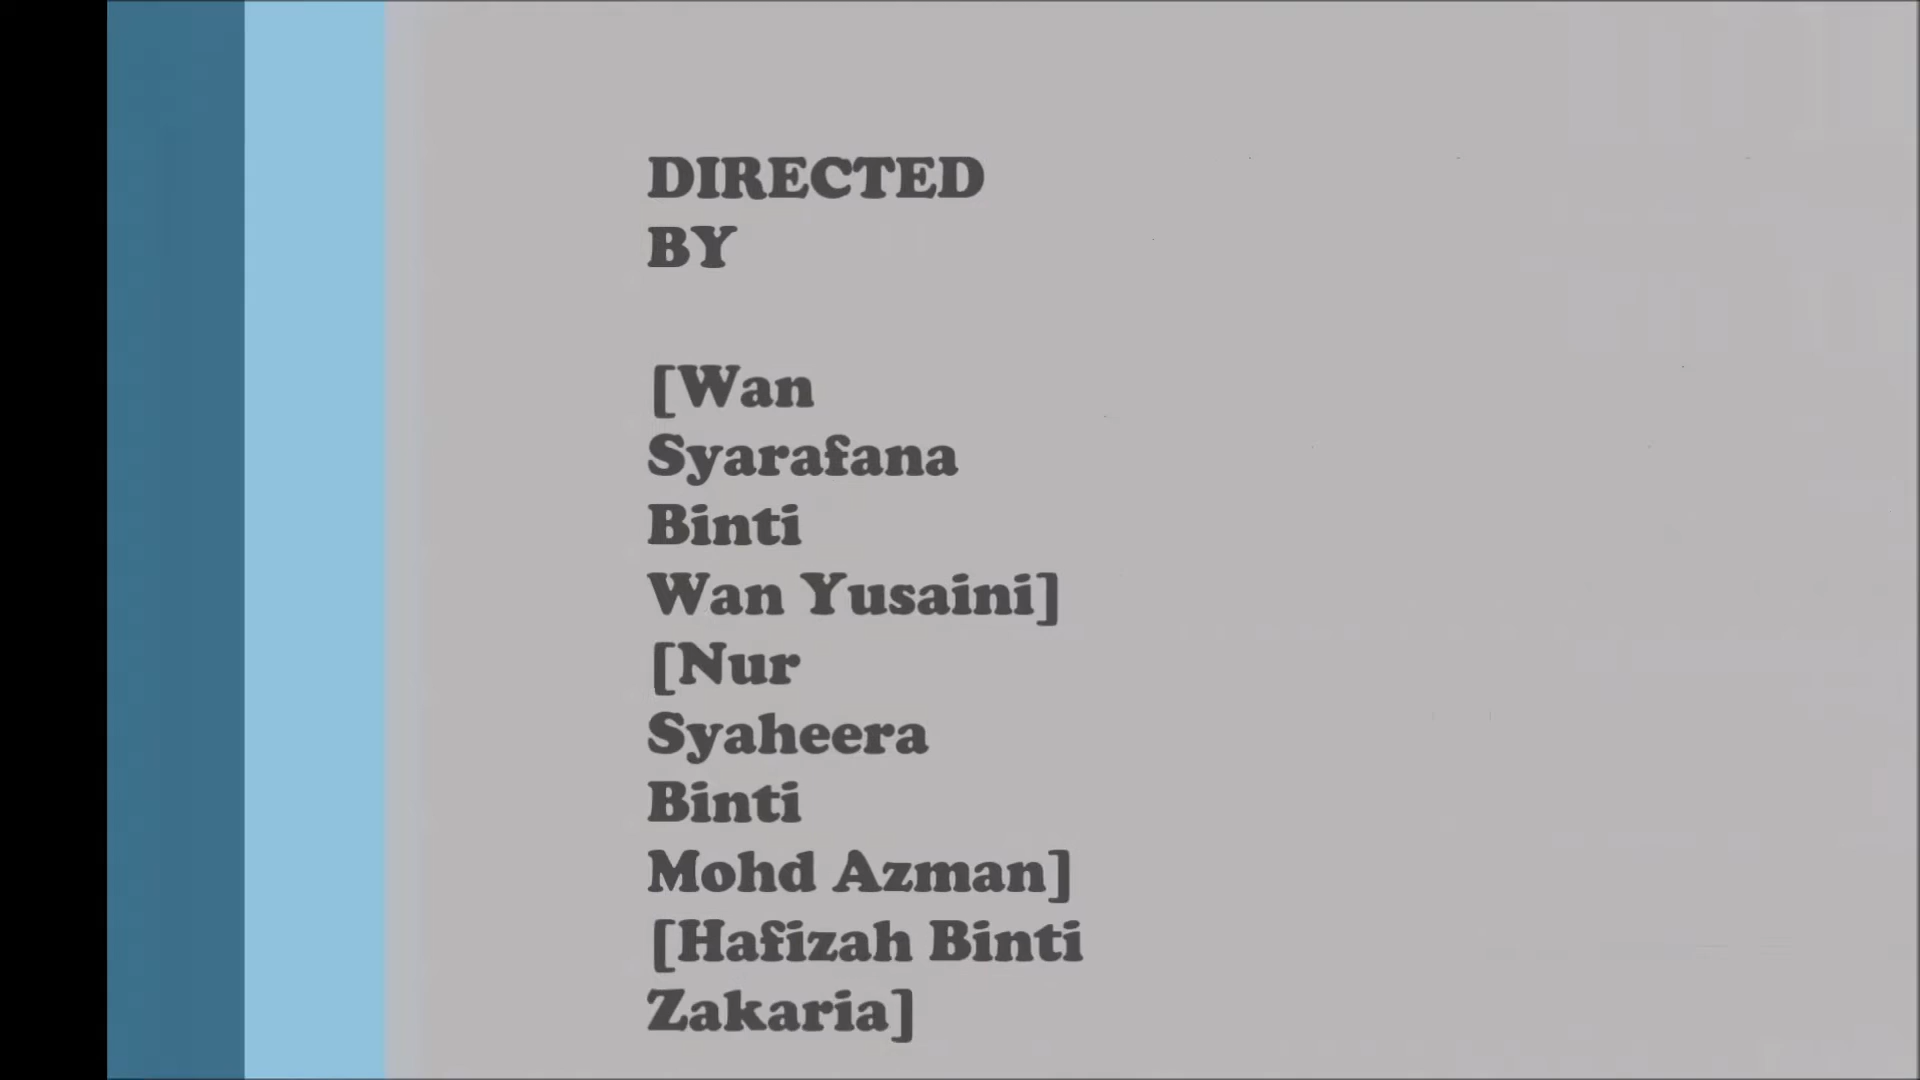 DIRECTED
BY
[Wan
Syarafana
Binti
Wan Yusaini]
[Nur
Syaheera
Binti
Mohd Azman]
[Hafizah Binti
Zakaria]